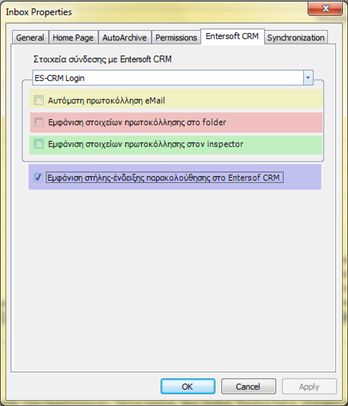 Inbox Properties
General Home Page AutoArchive Permissions Entersoft CRM Synchronization
Στοιχεία σύνδεσης με Entersoft CRM
ES-CRM Login
Αυτόματη πρωτοκόλληση eMail
Εμφάνιση στοιχείων πρωτοκόλλησης στο folder
Εμφάνιση στοιχείων πρωτοκόλλησης στον inspector
Εμφάνιση στήλης-ένδειξης παρακολούθησης στο Entersof CRM
OK Cancel Apply